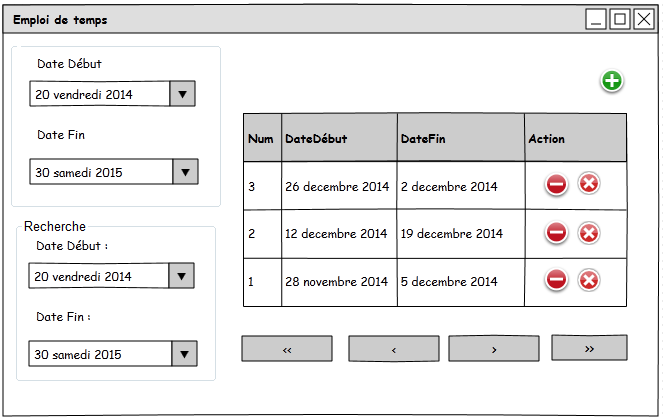 Emploi de temps
Date Début
20 vendredi 2014
Date Fin
30 samedi 2015
Recherche
Date Début :
20 vendredi 2014
Date Fin :
30 samedi 2015
Num DateDébut DateFin Action
3 26 decembre 2014 2 decembre 2014
2 12 decembre 2014 19 decembre 2014
1 28 novembre 2014 5 decembre 2014
<< < > >>